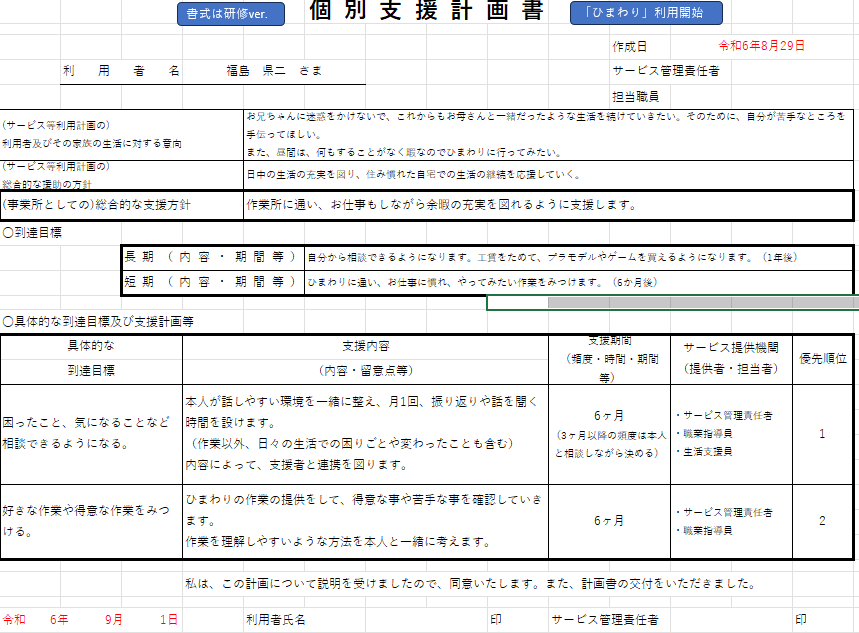 書式は研修ver.
個別支援計画書
「ひまわり」利用開始
作成日 令和6年8月29日
利用者名 福島 県二 さま
サービス管理責任者
担当職員
(サービス等利用計画の)
利用者及びその家族の生活に対する意向
お兄ちゃんに迷惑をかけないで、これからもお母さんと一緒だったような生活を続けていきたい。そのために、自分が苦手なところを
手伝ってほしい。
また、昼間は、何もすることがなく暇なのでひまわりに行ってみたい。
(サービス等利用計画の)
総合的な援助の方針
日中の生活の充実を図り、住み慣れた自宅での生活の継続を応援していく。
(事業所としての)総合的な支援方針
作業所に通い、お仕事もしながら余暇の充実を図れるように支援します。
○到達目標
長期(内容・期間等)
自分から相談できるようになります。工賃をためて、プラモデルやゲームを買えるようになります。(1年後)
短期(内容・期間等)
ひまわりに通い、お仕事に慣れ、やってみたい作業をみつけます。(6か月後)
○具体的な到達目標及び支援計画等
具体的な
到達目標
支援内容
(内容・留意点等)
支援期間
(頻度・時間・期間
等)
サービス提供機関
(提供者・担当者)
優先順位
困ったこと、気になることなど
相談できるようになる。
本人が話しやすい環境を一緒に整え、月1回、振り返りや話を聞く
時間を設けます。
(作業以外、日々の生活での困りごとや変わったことも含む)
内容によって、支援者と連携を図ります。
6ヶ月
(3ヶ月以降の頻度は本人
と相談しながら決める)
・サービス管理責任者
・職業指導員
・生活支援員
1
好きな作業や得意な作業をみつ
ける。
ひまわりの作業の提供をして、得意な事や苦手な事を確認していき
ます。
作業を理解しやすいような方法を本人と一緒に考えます。
6ヶ月
・サービス管理責任者
・職業指導員
2
私は、この計画について説明を受けましたので、同意いたします。また、計画書の交付をいただきました。
令和 6年 9月 1日 利用者氏名 印 サービス管理責任者 印